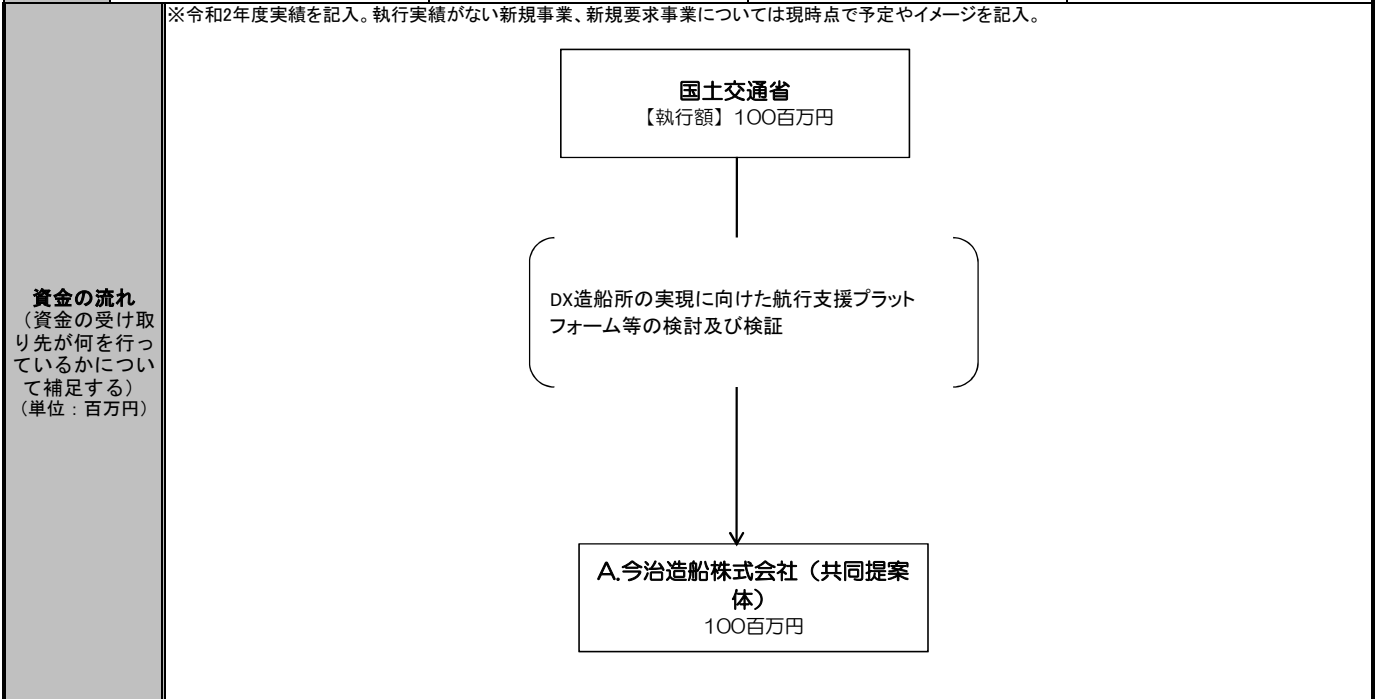 ※令和2年度実績を記入。執行実績がない新規事業、新規要求事業については現時点で予定やイメージを記入。
国土交通省
【執行額】100百万円
DX造船所の実現に向けた航行支援プラット
フォーム等の検討及び検証
資金の流れ
（資金の受け取
り先が何を行っ
ているかについ
て補足する）
（単位：百万円）
A.今治造船株式会社（共同提案
体）
100百万円